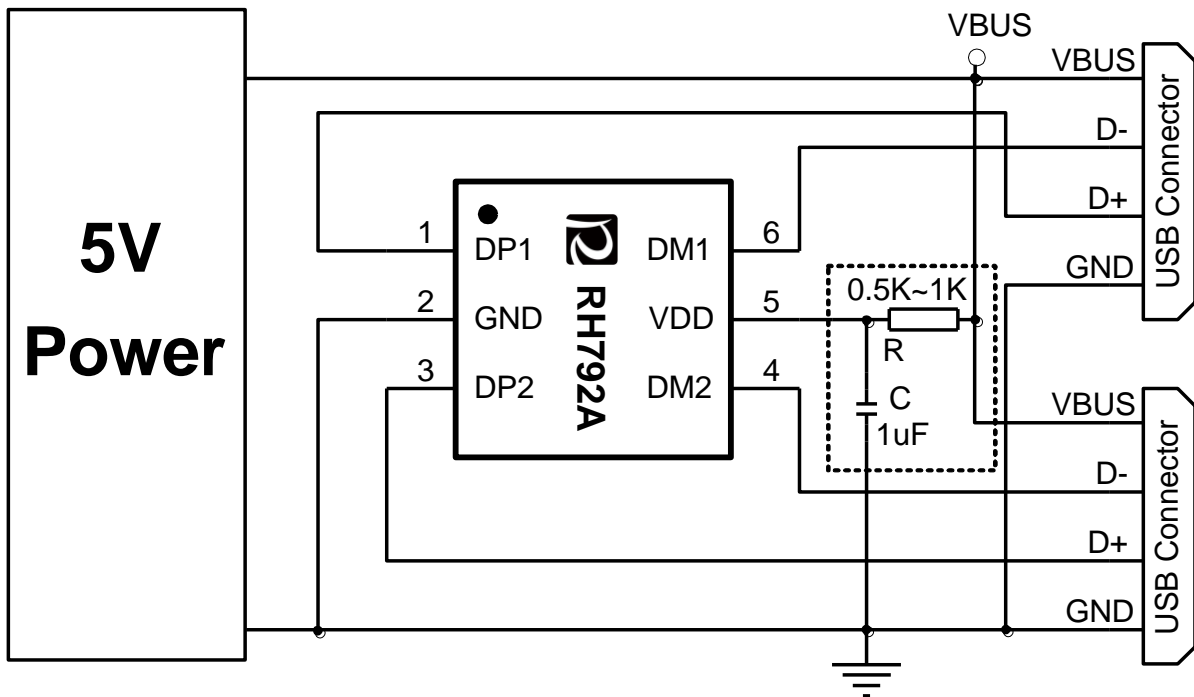 VBUS
VBUS
D-
D+
GND
USB Connector
5V
Power
1
DP1
DM1
6
2
GND
VDD
5
3
DP2
DM2
4
RH792A
0.5K~1K
R
C
1uF
VBUS
D-
D+
GND
USB Connector